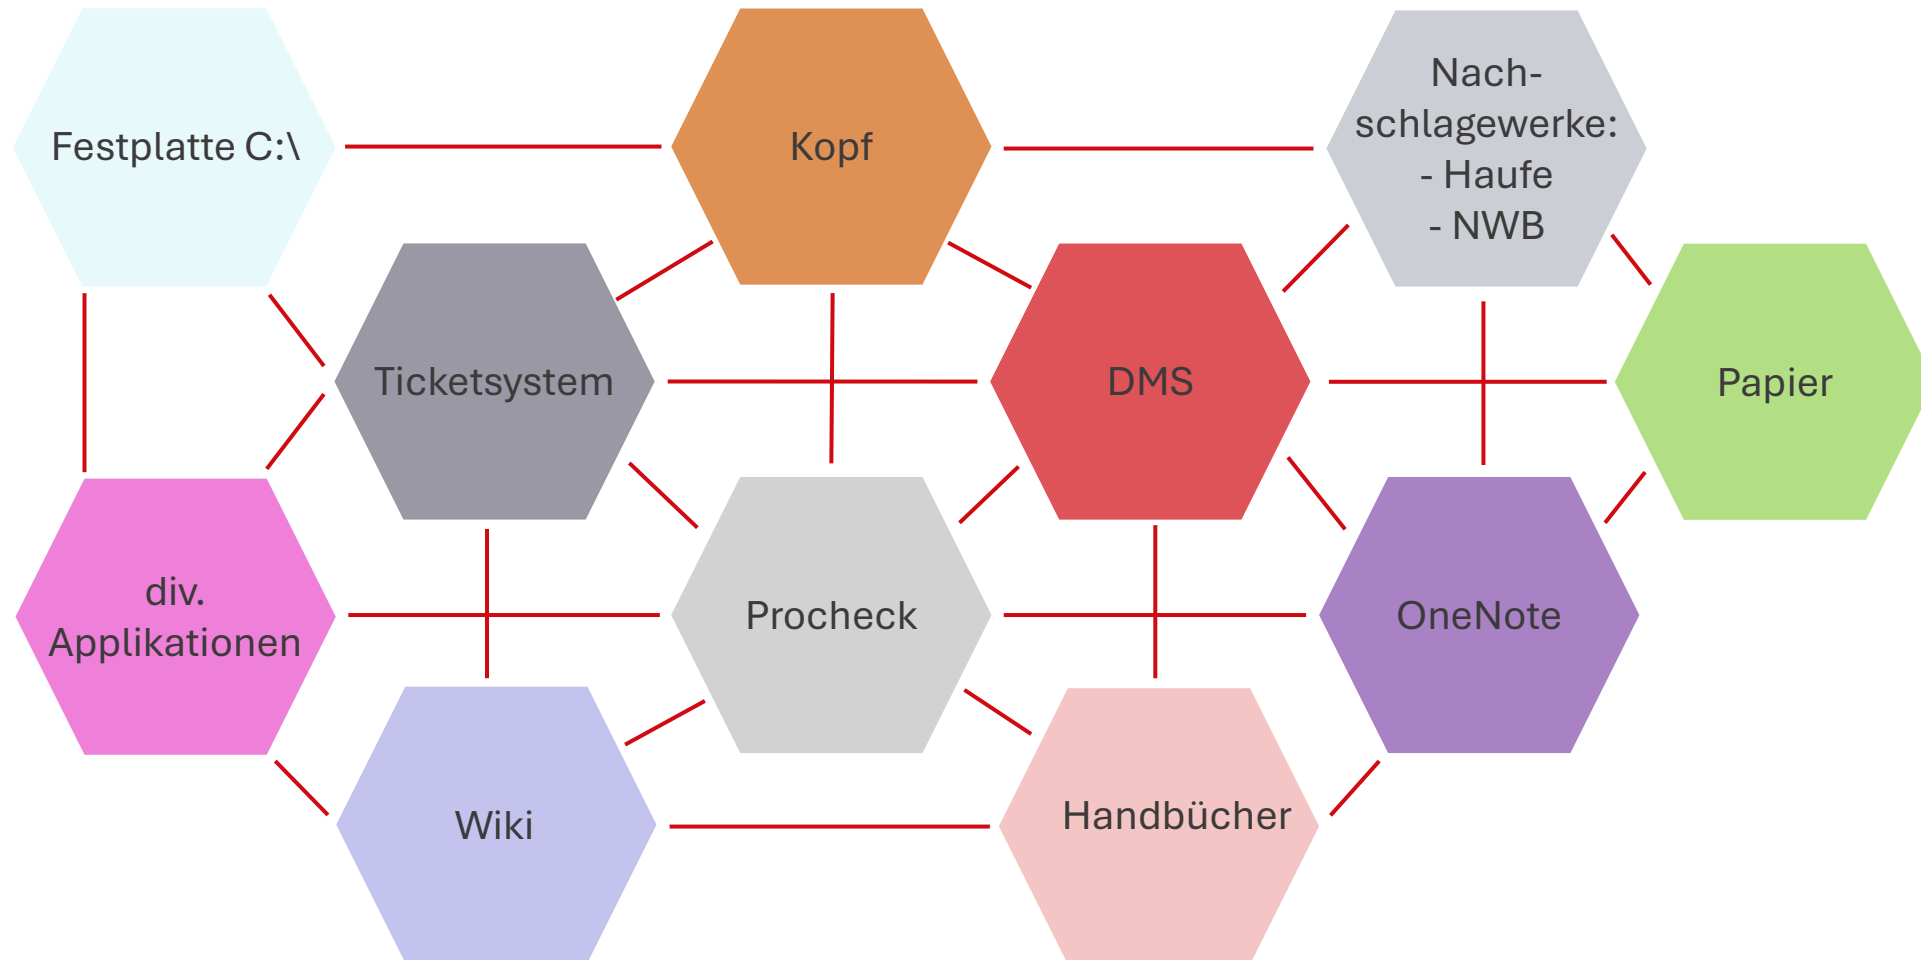 Festplatte C:\
Kopf
Nach-
schlagewerke:
- Haufe
- NWB
Ticketsystem
DMS
Papier
div.
Applikationen
Procheck
OneNote
Wiki
Handbücher